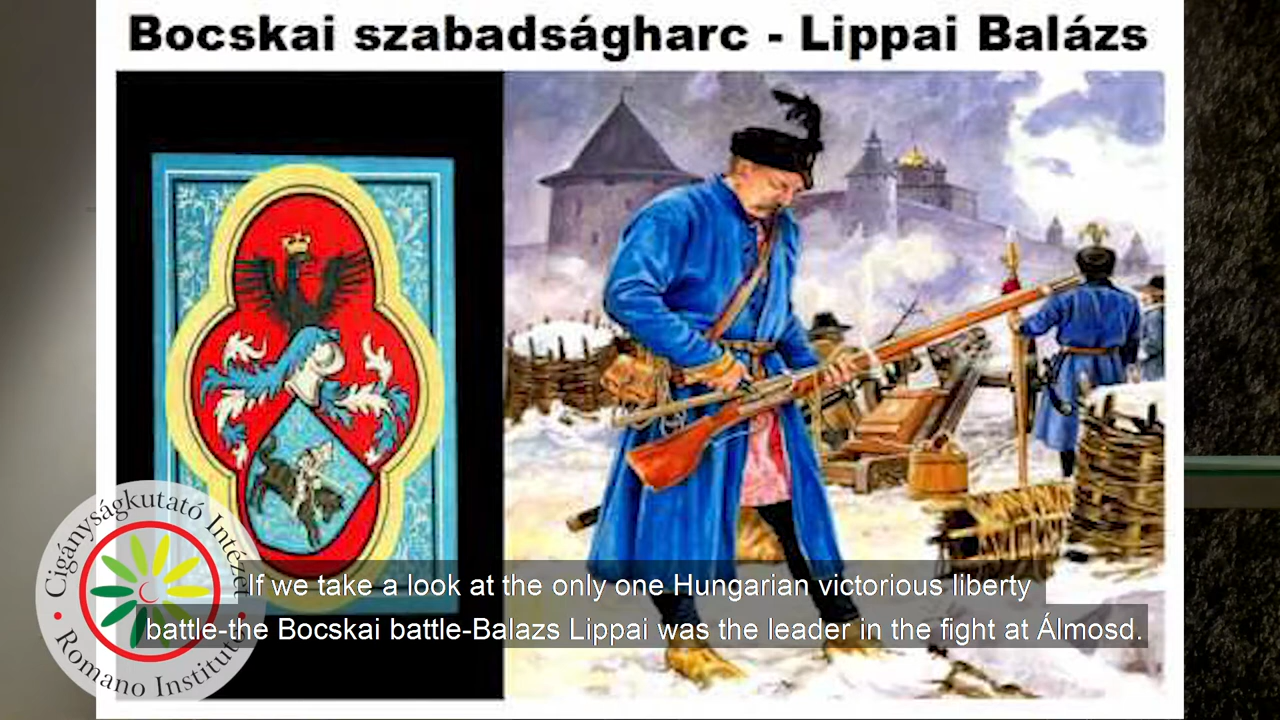 Bocskai szabadságharc - Lippai Balázs
Cigányságkutató Intézet
If we take a look at the only one Hungarian victorious liberty
battle-the Bocskai battle-Balazs Lippai was the leader in the fight at Álmosd.
Romano Instituto